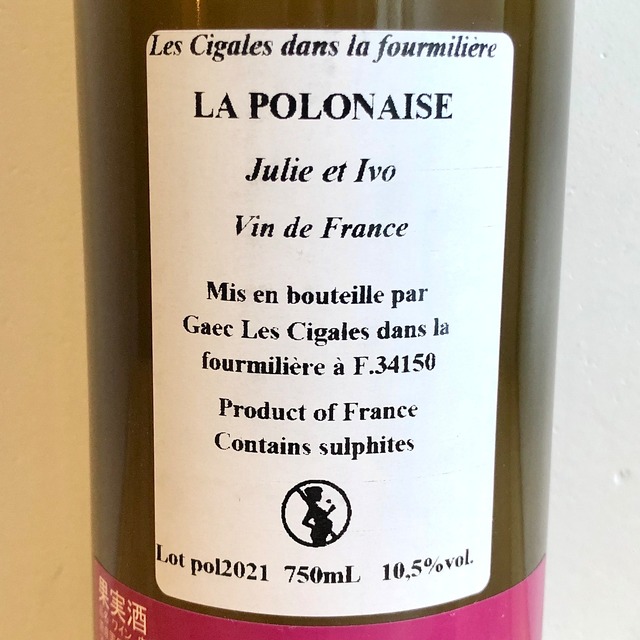 Les Cigales dans la fourmilière
LA POLONAISE
Julie et Ivo
Vin de France
Mis en bouteille par
Gaec Les Cigales dans la
fourmilière à F.34150
Product of France
Contains sulphites
Lot pol2021 750mL 10,5%vol.
果実酒